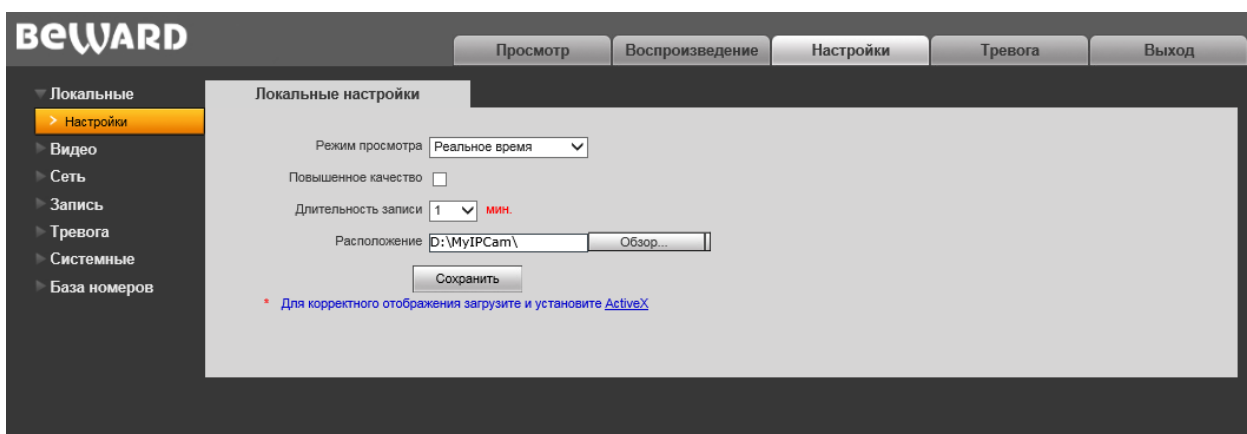 BEWARD
Просмотр Воспроизведение Настройки Тревога Выход
Локальные
> Настройки
Видео
Сеть
Запись
Тревога
Системные
База номеров
Локальные настройки
Режим просмотра Реальное время
Повышенное качество
Длительность записи 1 мин.
Расположение D:\MyIPCam\ Обзор...
Сохранить
* Для корректного отображения загрузите и установите ActiveX